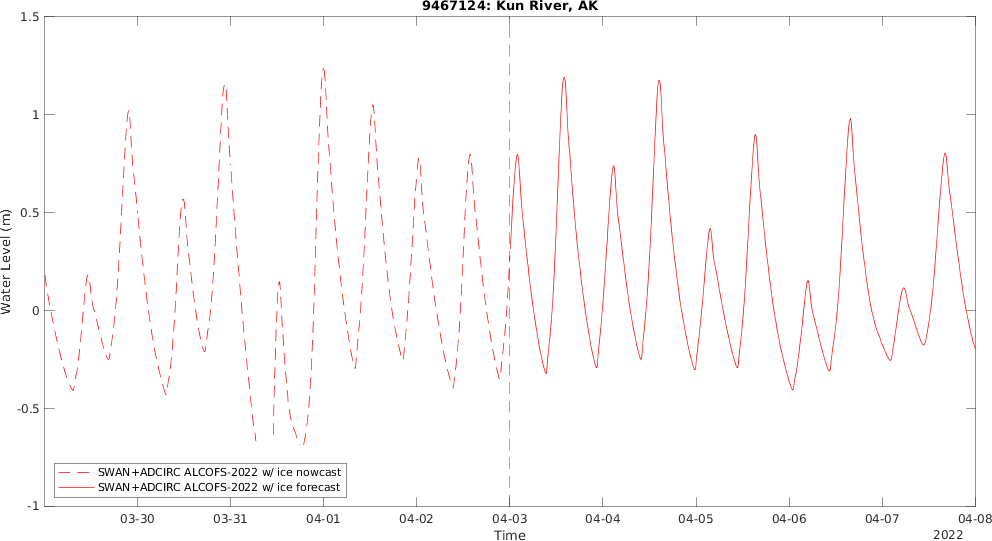 9467124: Kun River, AK
1.5
1
0.5
0
-0.5
-1
Water Level (m)
SWAN+ADCIRC ALCOFS-2022 w/ ice nowcast
SWAN+ADCIRC ALCOFS-2022 w/ ice forecast
03-30 03-31 04-01 04-02 04-03 04-04 04-05 04-06 04-07 04-08
Time
2022